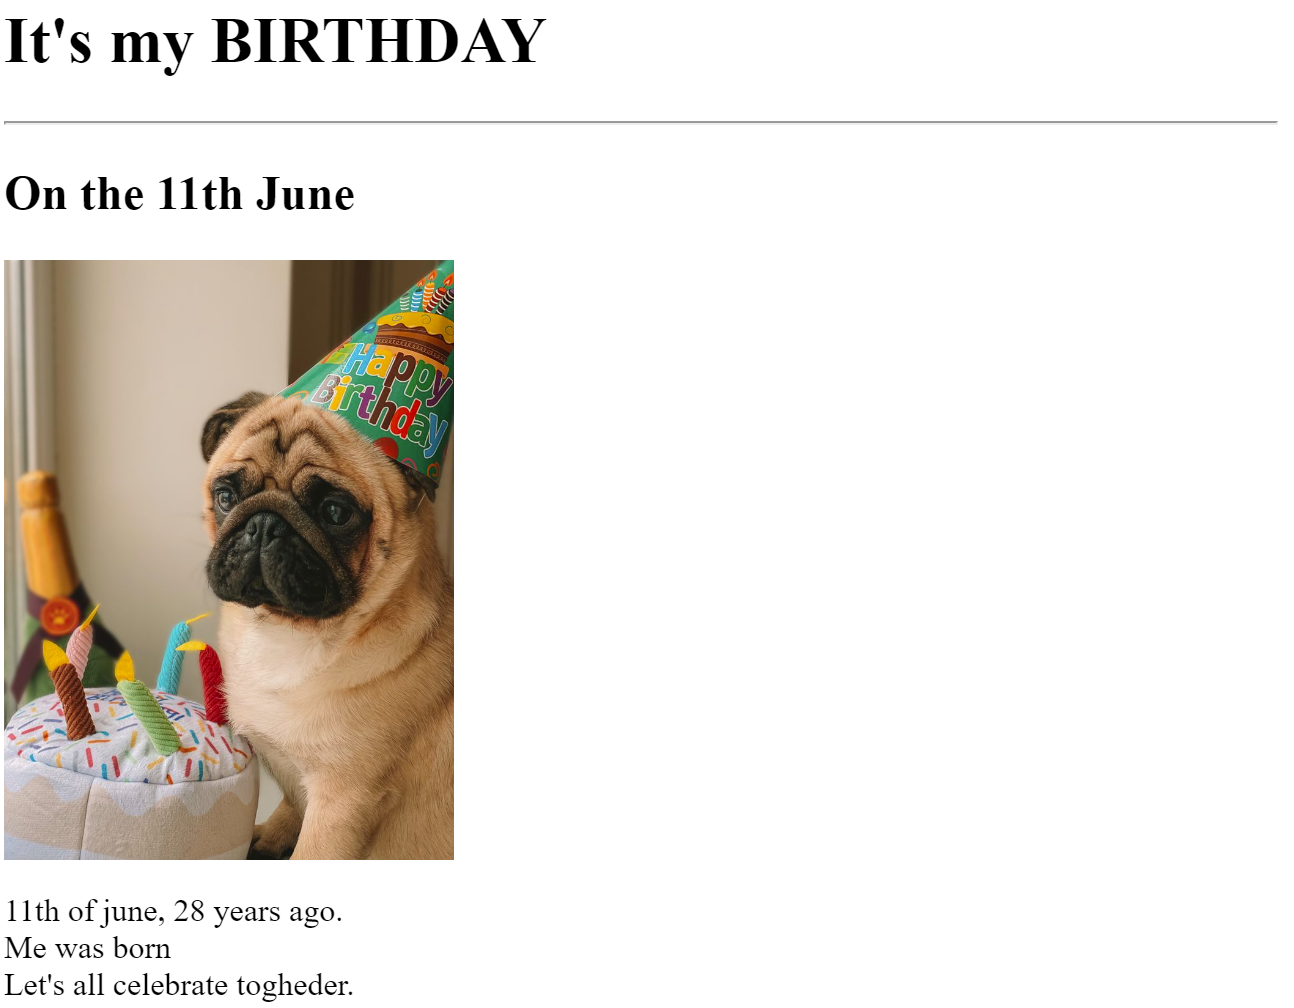 It's my BIRTHDAY
On the 11th June
Happy
Birthday
11th of june, 28 years ago.
Me was born
Let's all celebrate togheder.